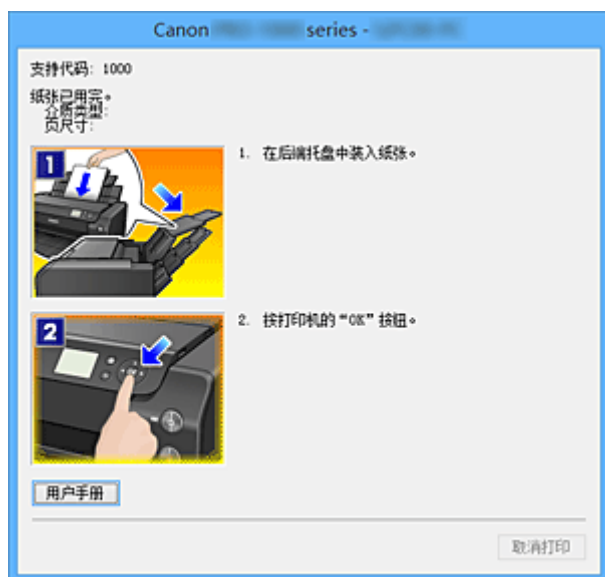 Canon series -
支持代码: 1000
纸张已用完。
介质类型:
页尺寸:
1
1. 在后端托盘中装入纸张。
2
2. 按打印机的“OK”按钮。
用户手册
取消打印